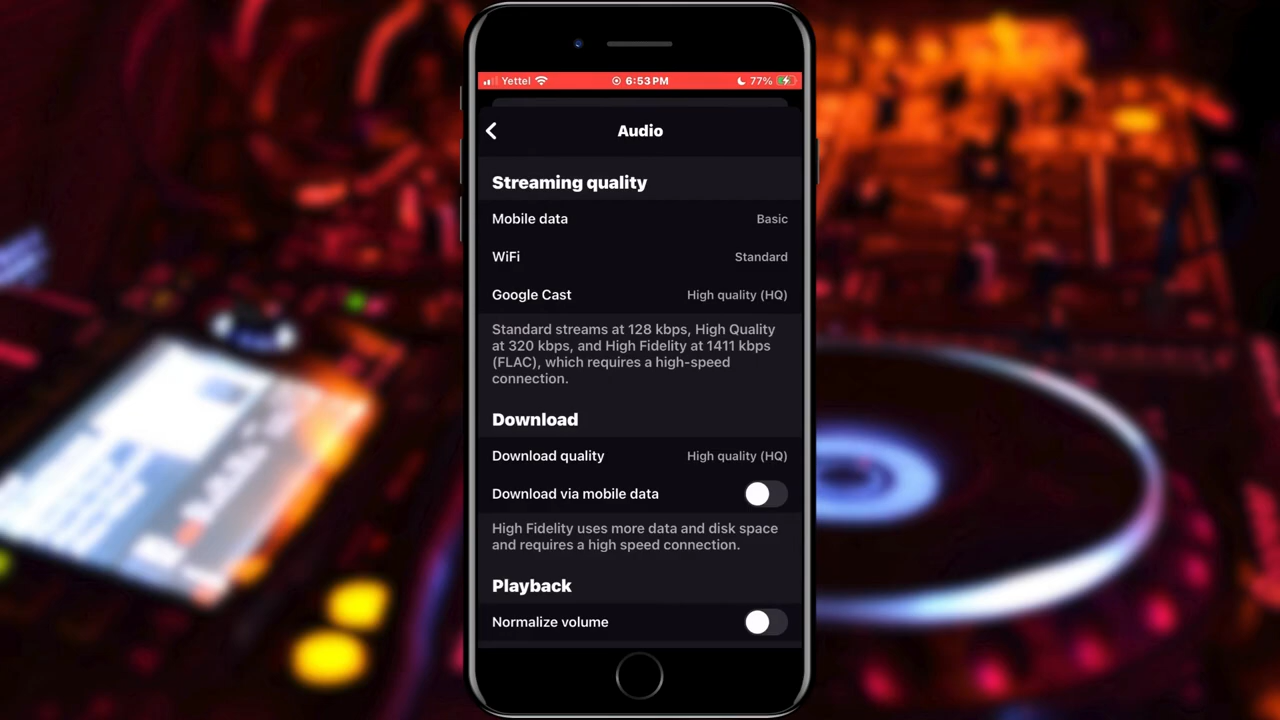 Yettel 6:53 PM 77%
Audio
Streaming quality
Mobile data Basic
WiFi Standard
Google Cast High quality (HQ)
Standard streams at 128 kbps, High Quality
at 320 kbps, and High Fidelity at 1411 kbps
(FLAC), which requires a high-speed
connection.
Download
Download quality High quality (HQ)
Download via mobile data
High Fidelity uses more data and disk space
and requires a high speed connection.
Playback
Normalize volume